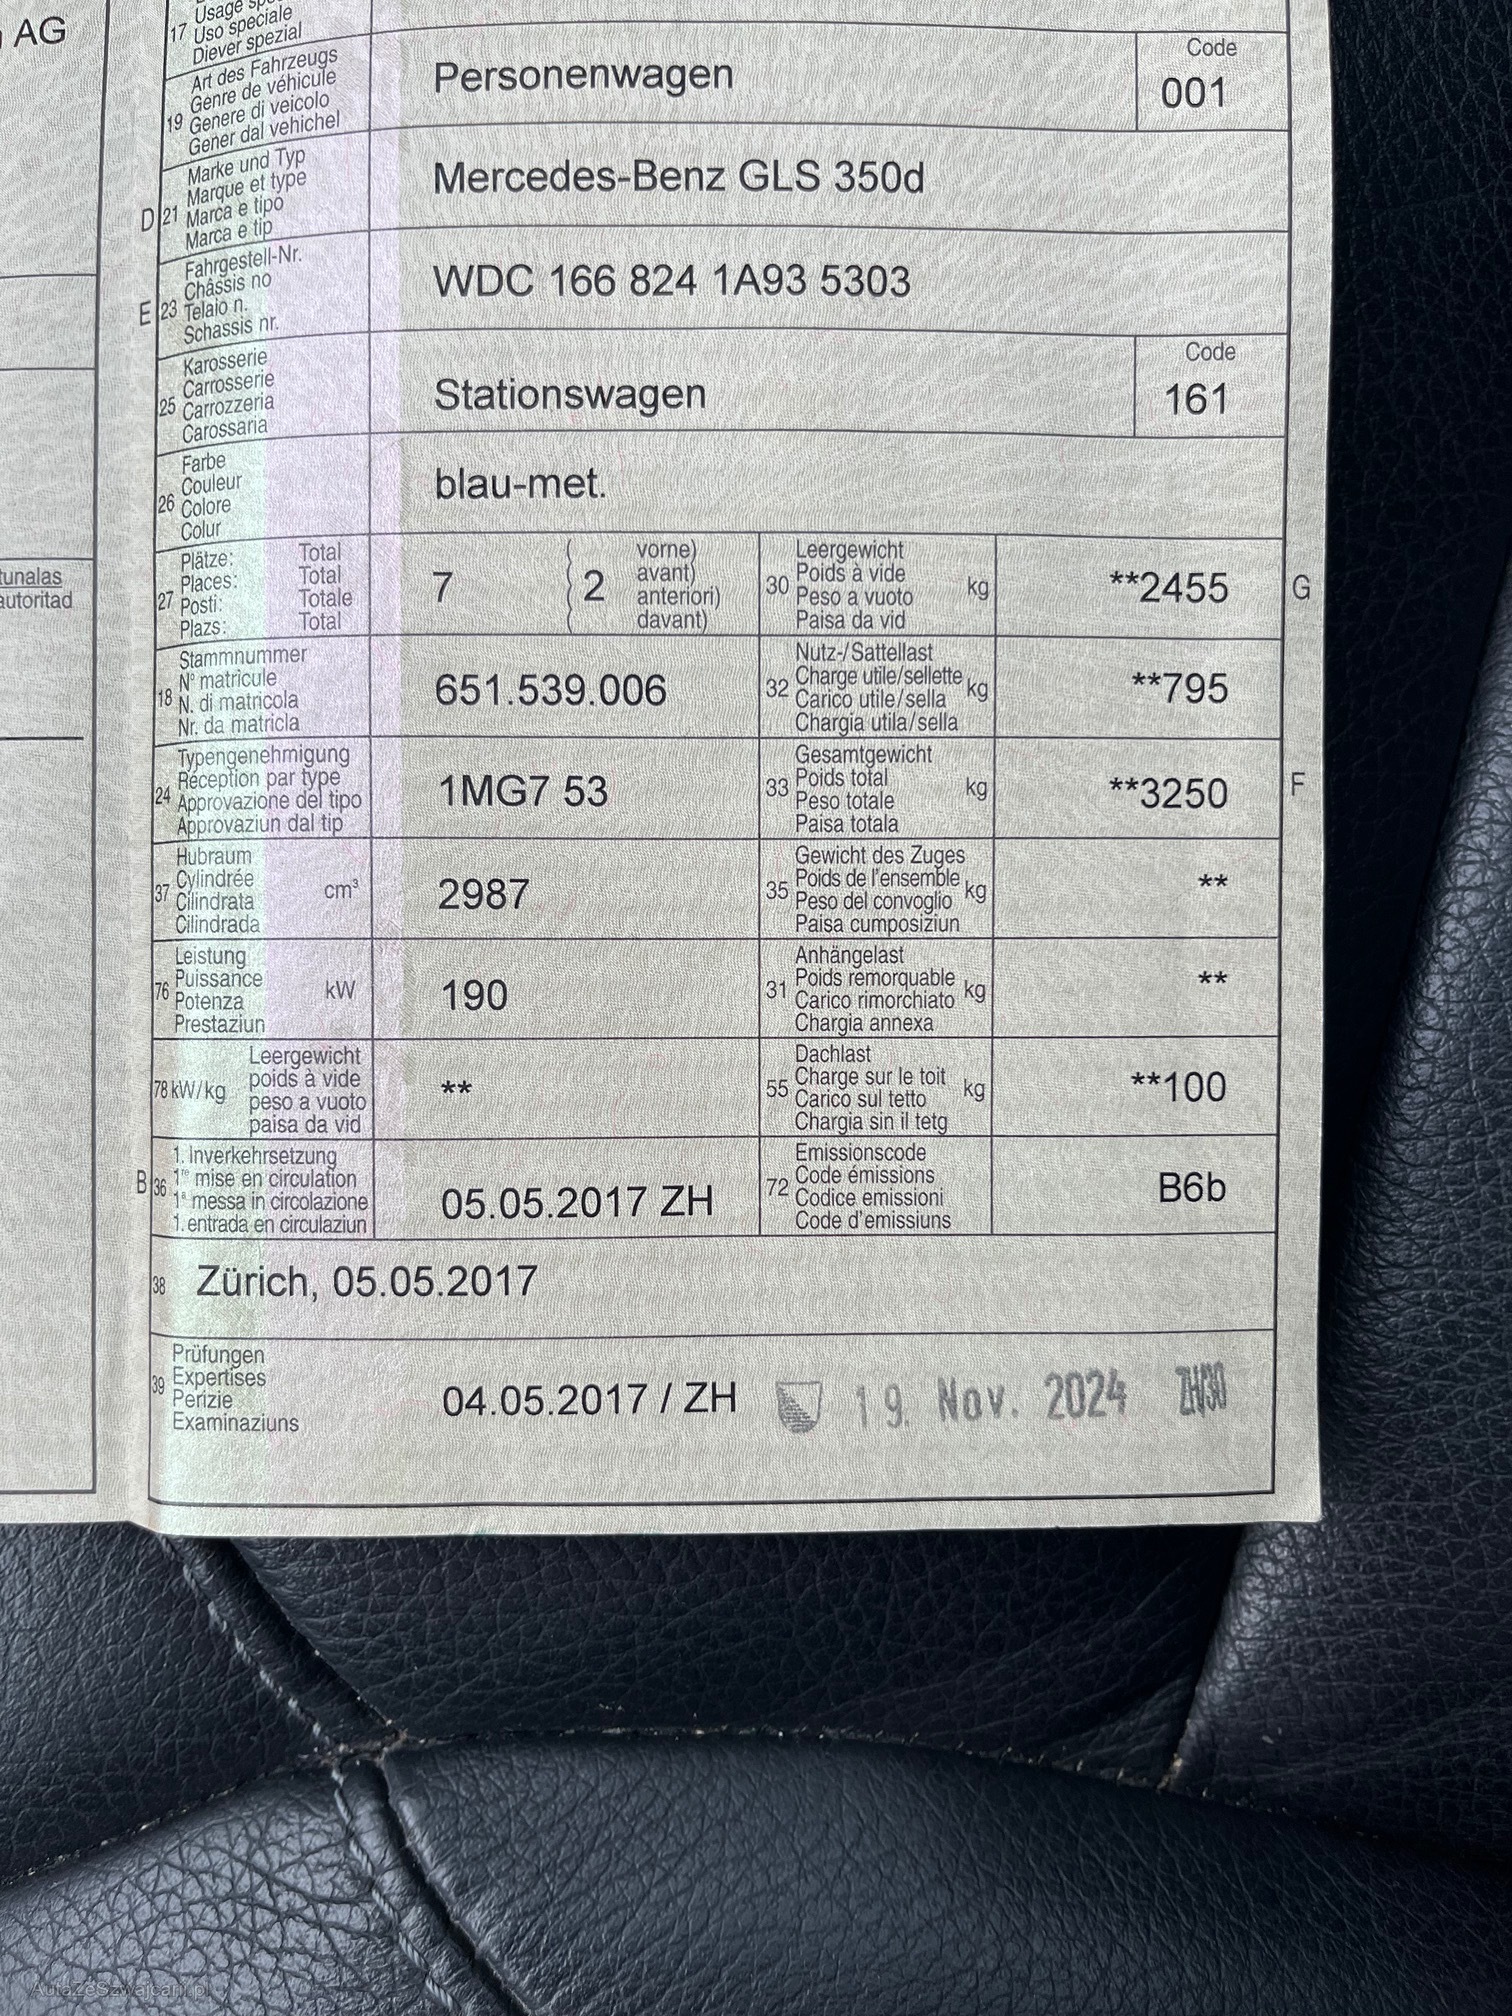 AG
17 Usage
Uso speciale
Diever spezial
19 Art des Fahrzeugs
Genre de véhicule
Genere di veicolo
Gener dal vehichel
Personenwagen
Code
001
D 21 Marke und Typ
Marque et type
Marca e tipo
Marca e tip
Mercedes-Benz GLS 350d
E 23 Fahrgestell-Nr.
Châssis no
Telaio n.
Schassis nr.
WDC 166 824 1A93 5303
25 Karosserie
Carrosserie
Carrozzeria
Carossaria
Stationswagen
Code
161
26 Farbe
Couleur
Colore
Colur
blau-met.
tunalas
autoritad
27 Plätze: Total
Places: Total
Posti: Totale
Plazs: Total
7 ( 2 vorne)
avant)
anteriori)
davant)
30 Leergewicht
Poids à vide kg
Peso a vuoto
Paisa da vid
**2455 G
18 Stammnummer
N° matricule
N. di matricola
Nr. da matricla
651.539.006
32 Nutz-/Sattellast
Charge utile/sellette kg
Carico utile/sella
Chargia utila/sella
**795
24 Typengenehmigung
Réception par type
Approvazione del tipo
Approvaziun dal tip
1MG7 53
33 Gesamtgewicht
Poids total kg
Peso totale
Paisa totala
**3250 F
37 Hubraum
Cylindrée cm³
Cilindrata
Cilindrada
2987
35 Gewicht des Zuges
Poids de l'ensemble kg
Peso del convoglio
Paisa cumposiziun
**
76 Leistung
Puissance kW
Potenza
Prestaziun
190
31 Anhängelast
Poids remorquable kg
Carico rimorchiato
Chargia annexa
**
78 kW/kg Leergewicht
poids à vide
peso a vuoto
paisa da vid
**
55 Dachlast
Charge sur le toit kg
Carico sul tetto
Chargia sin il tetg
**100
B 36 1. Inverkehrsetzung
1re mise en circulation
1a messa in circolazione
1. entrada en circulaziun
05.05.2017 ZH
72 Emissionscode
Code émissions
Codice emissioni
Code d'emissiuns
B6b
38 Zürich, 05.05.2017
39 Prüfungen
Expertises
Perizie
Examinaziuns
04.05.2017 / ZH 19. Nov. 2024 ZH30
AutaZeSzwajcarii.pl